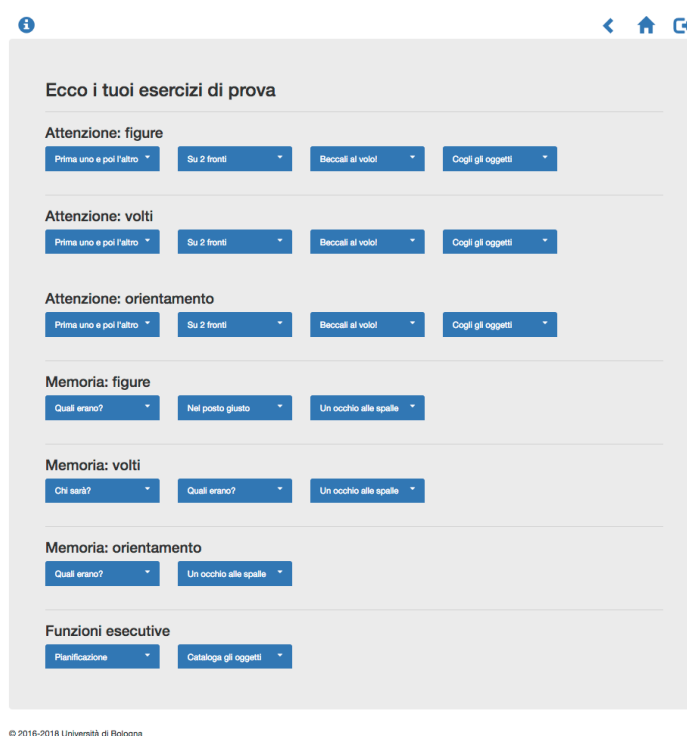 Ecco i tuoi esercizi di prova
Attenzione: figure
Prima uno e poi l'altro Su 2 fronti Beccali al volo! Cogli gli oggetti
Attenzione: volti
Prima uno e poi l'altro Su 2 fronti Beccali al volo! Cogli gli oggetti
Attenzione: orientamento
Prima uno e poi l'altro Su 2 fronti Beccali al volo! Cogli gli oggetti
Memoria: figure
Quali erano? Nel posto giusto Un occhio alle spalle
Memoria: volti
Chi sarà? Quali erano? Un occhio alle spalle
Memoria: orientamento
Quali erano? Un occhio alle spalle
Funzioni esecutive
Pianificazione Cataloga gli oggetti
© 2016-2018 Università di Bologna